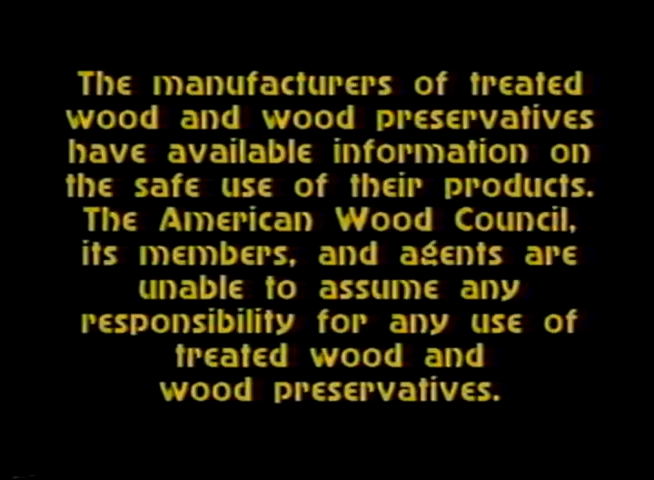 The manufacturers of treated
wood and wood preservatives
have available information on
the safe use of their products.
The American Wood Council,
its members, and agents are
unable to assume any
responsibility for any use of
treated wood and
wood preservatives.